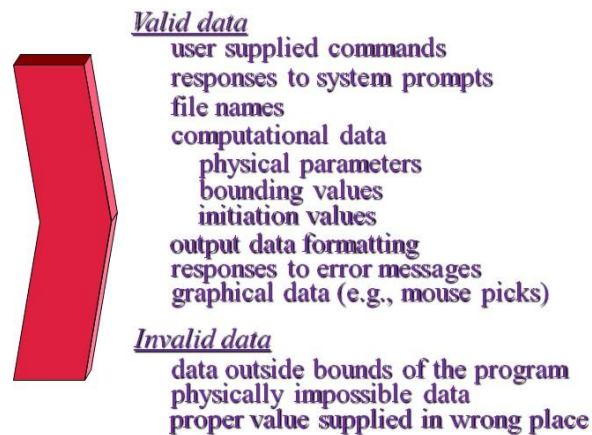 Valid data
user supplied commands
responses to system prompts
file names
computational data
physical parameters
bounding values
initiation values
output data formatting
responses to error messages
graphical data (e.g., mouse picks)
Invalid data
data outside bounds of the program
physically impossible data
proper value supplied in wrong place